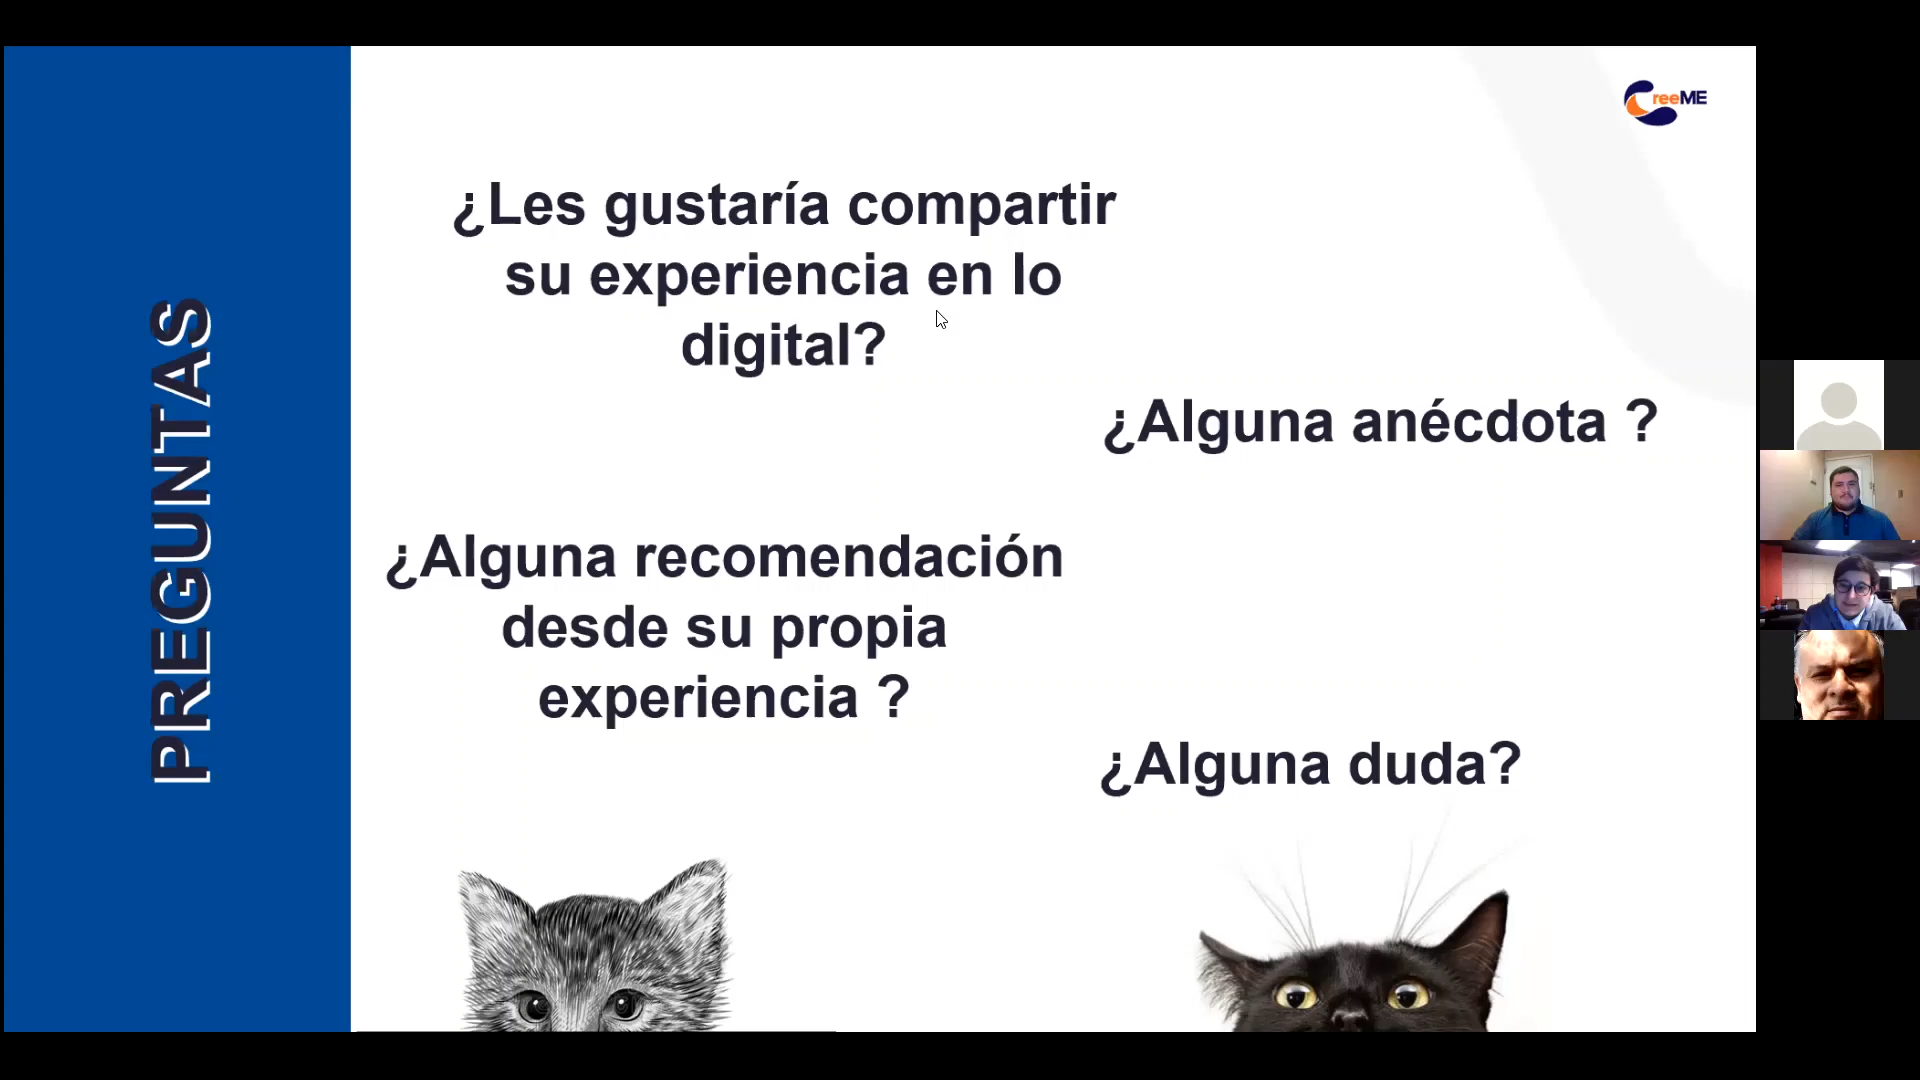 PREGUNTAS
reeME
¿Les gustaría compartir
su experiencia en lo
digital?
¿Alguna anécdota ?
¿Alguna recomendación
desde su propia
experiencia ?
¿Alguna duda?